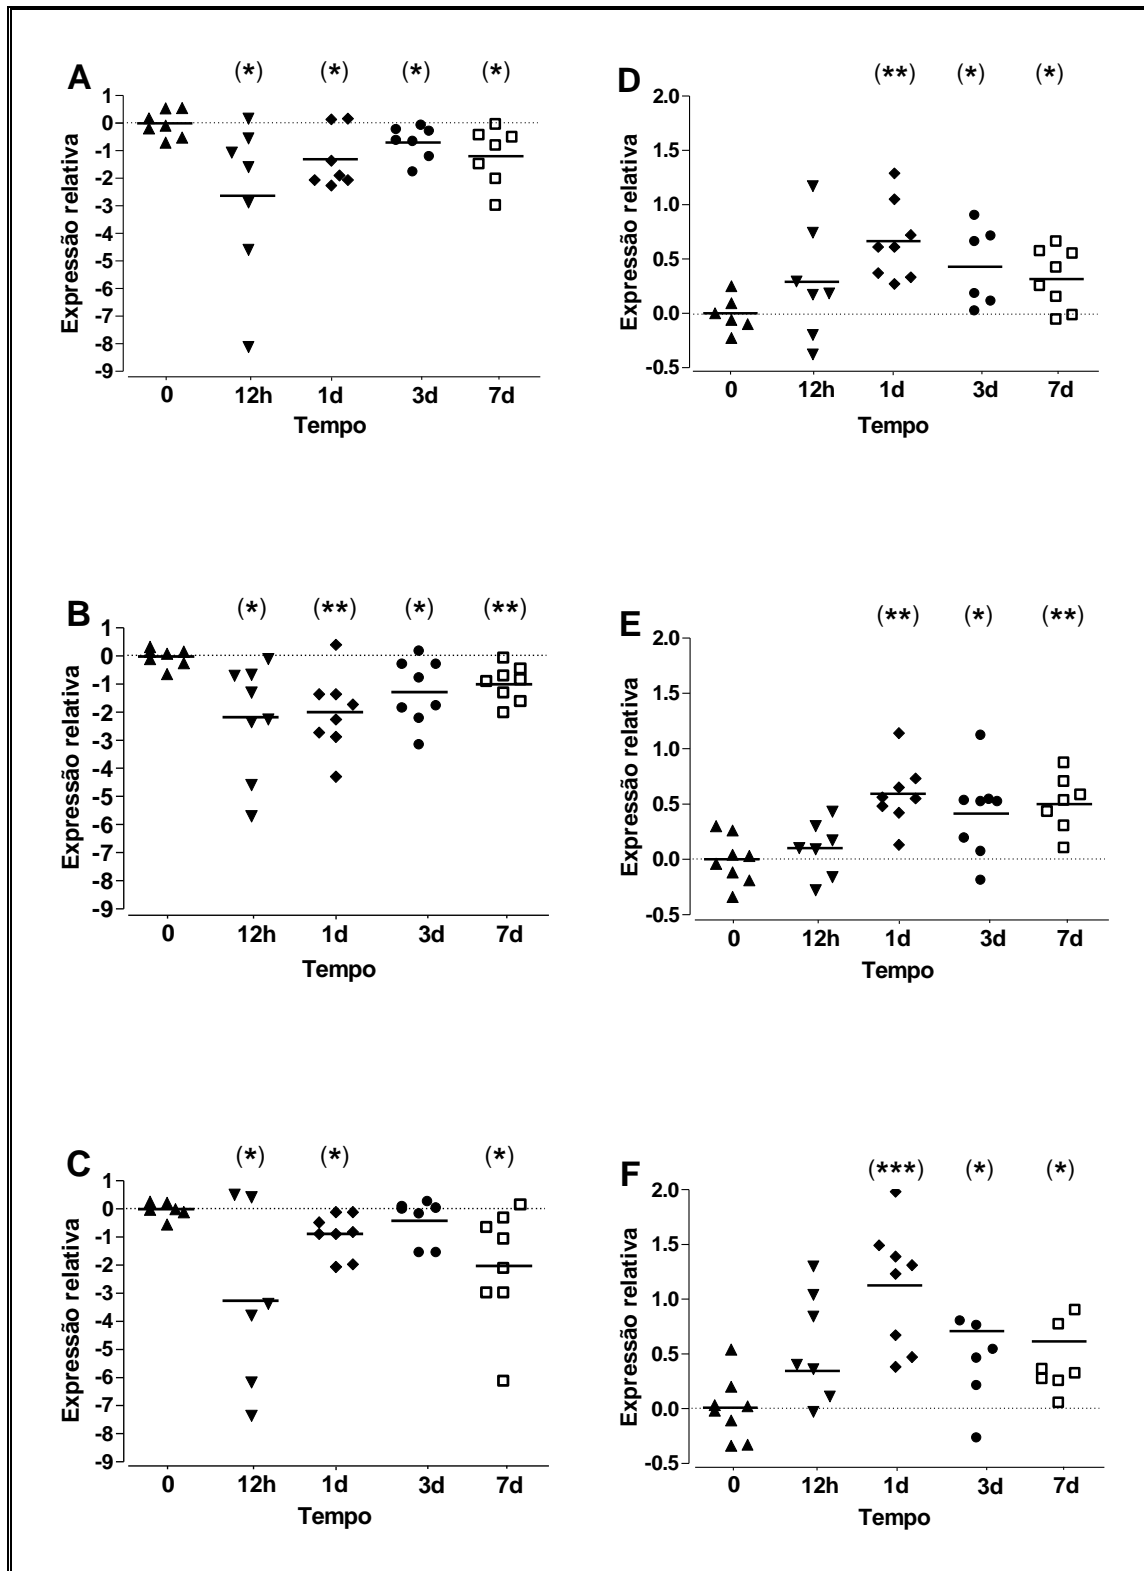 A (*) (*) (*) (*)
1
0
-1
-2
-3
-4
-5
-6
-7
-8
-9
Expressão relativa
0 12h 1d 3d 7d
Tempo
D (**) (*) (*)
2.0
1.5
1.0
0.5
0.0
-0.5
Expressão relativa
0 12h 1d 3d 7d
Tempo
B (*) (**) (*) (**)
1
0
-1
-2
-3
-4
-5
-6
-7
-8
-9
Expressão relativa
0 12h 1d 3d 7d
Tempo
E (**) (*) (**)
2.0
1.5
1.0
0.5
0.0
-0.5
Expressão relativa
0 12h 1d 3d 7d
Tempo
C (*) (*) (*)
1
0
-1
-2
-3
-4
-5
-6
-7
-8
-9
Expressão relativa
0 12h 1d 3d 7d
Tempo
F (***) (*) (*)
2.0
1.5
1.0
0.5
0.0
-0.5
Expressão relativa
0 12h 1d 3d 7d
Tempo